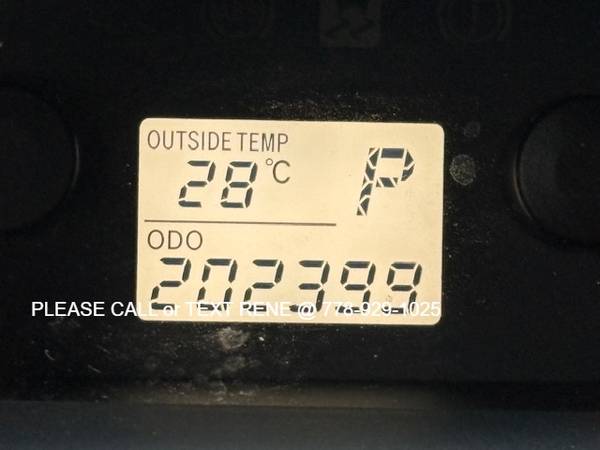 OUTSIDE TEMP
28°C P
ODO
202399
PLEASE CALL or TEXT RENE @ 778-929-1025